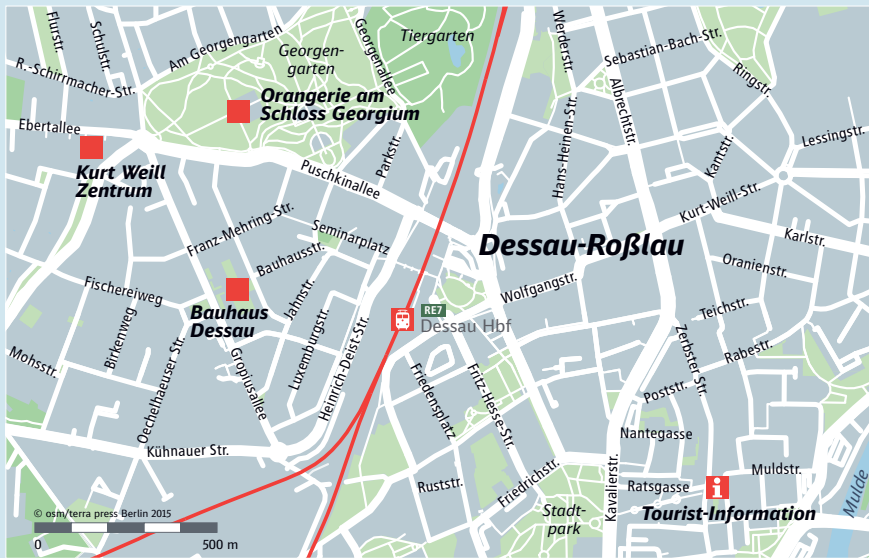 Flurstr.
Schulstr.
Am Georgengarten
Georgen-
garten
Georgenallee
Tiergarten
Werderstr.
Sebastian-Bach-Str.
Ringstr.
R.-Schirrmacher-Str.
Albrechtstr.
Orangerie am
Schloss Georgium
Hans-Heinen-Str.
Kantstr.
Lessingstr.
Ebertallee
Parkstr.
Kurt Weill
Zentrum
Puschkinallee
Kurt-Weill-Str.
Franz-Mehring-Str.
Seminarplatz
Dessau-Roßlau
Karlstr.
Bauhausstr.
Oranienstr.
Fischereiweg
Jahnstr.
Wolfgangstr.
Bauhaus
Dessau
RE7
Dessau Hbf
Teichstr.
Birkenweg
Luxemburgstr.
Zerbster Str.
Rabestr.
Mohsstr.
Oechelhaeuser Str.
Gropiusallee
Heinrich-Deist-Str.
Friedensplatz
Fritz-Hesse-Str.
Poststr.
Nantegasse
Kühnauer Str.
Muldstr.
Ruststr.
Friedrichstr.
Kavalierstr.
Ratsgasse
i
Mulde
Stadt-
park
Tourist-Information
© osm/terra press Berlin 2015
0
500 m